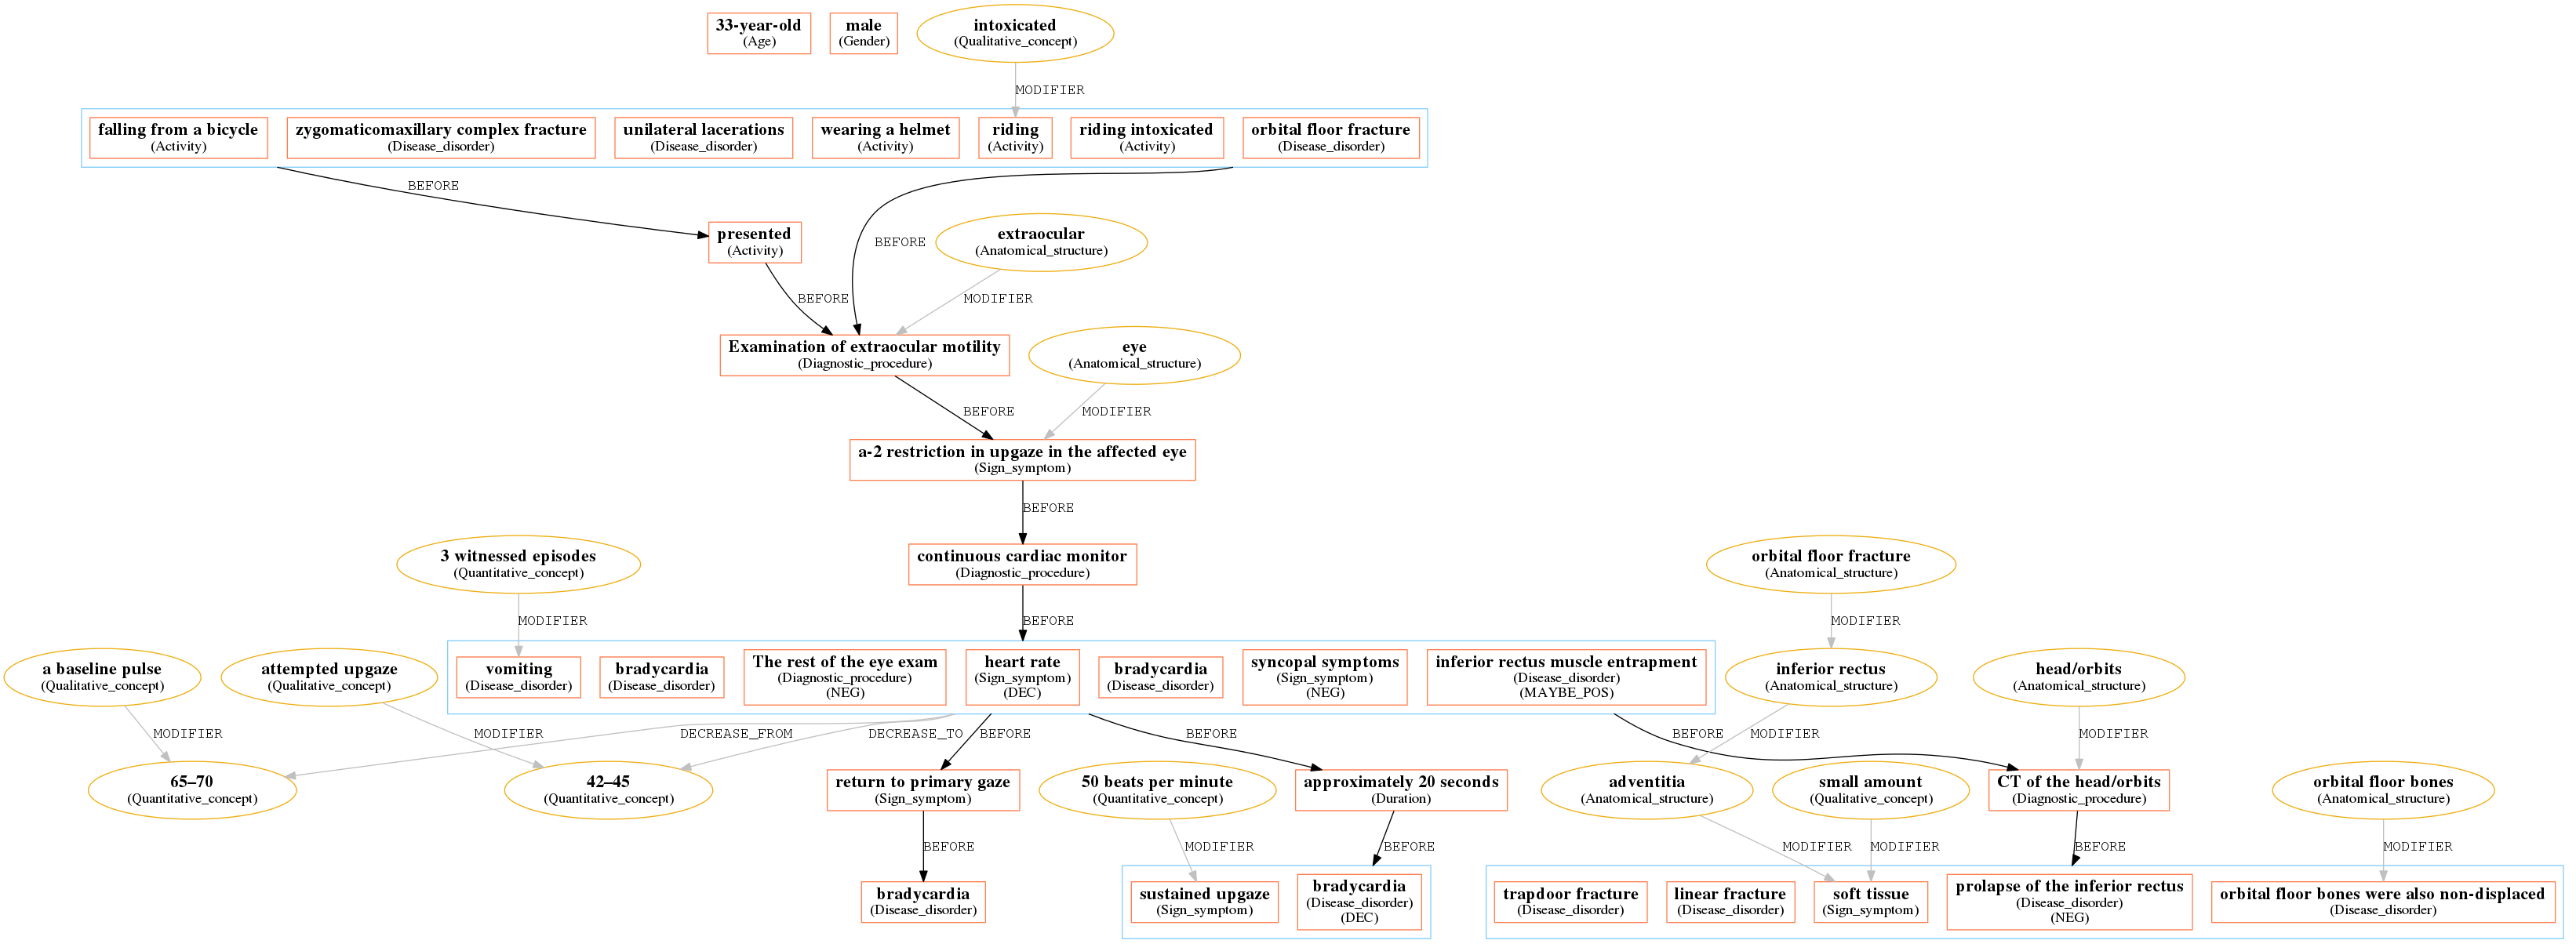 33-year-old
(Age)
male
(Gender)
intoxicated
(Qualitative_concept)
MODIFIER
falling from a bicycle
(Activity)
zygomaticomaxillary complex fracture
(Disease_disorder)
unilateral lacerations
(Disease_disorder)
wearing a helmet
(Activity)
riding
(Activity)
riding intoxicated
(Activity)
orbital floor fracture
(Disease_disorder)
BEFORE
presented
(Activity)
BEFORE
extraocular
(Anatomical_structure)
BEFORE
MODIFIER
Examination of extraocular motility
(Diagnostic_procedure)
eye
(Anatomical_structure)
BEFORE
MODIFIER
a-2 restriction in upgaze in the affected eye
(Sign_symptom)
BEFORE
3 witnessed episodes
(Quantitative_concept)
continuous cardiac monitor
(Diagnostic_procedure)
orbital floor fracture
(Anatomical_structure)
MODIFIER
BEFORE
MODIFIER
a baseline pulse
(Qualitative_concept)
attempted upgaze
(Qualitative_concept)
vomiting
(Disease_disorder)
bradycardia
(Disease_disorder)
The rest of the eye exam
(Diagnostic_procedure)
(NEG)
heart rate
(Sign_symptom)
(DEC)
bradycardia
(Disease_disorder)
syncopal symptoms
(Sign_symptom)
(NEG)
inferior rectus muscle entrapment
(Disease_disorder)
(MAYBE_POS)
inferior rectus
(Anatomical_structure)
head/orbits
(Anatomical_structure)
MODIFIER
MODIFIER
DECREASE_FROM
DECREASE_TO
BEFORE
BEFORE
BEFORE
MODIFIER
MODIFIER
65–70
(Quantitative_concept)
42–45
(Quantitative_concept)
return to primary gaze
(Sign_symptom)
50 beats per minute
(Quantitative_concept)
approximately 20 seconds
(Duration)
adventitia
(Anatomical_structure)
small amount
(Qualitative_concept)
CT of the head/orbits
(Diagnostic_procedure)
orbital floor bones
(Anatomical_structure)
BEFORE
MODIFIER
BEFORE
MODIFIER
MODIFIER
BEFORE
MODIFIER
bradycardia
(Disease_disorder)
sustained upgaze
(Sign_symptom)
bradycardia
(Disease_disorder)
(DEC)
trapdoor fracture
(Disease_disorder)
linear fracture
(Disease_disorder)
soft tissue
(Sign_symptom)
prolapse of the inferior rectus
(Disease_disorder)
(NEG)
orbital floor bones were also non-displaced
(Disease_disorder)